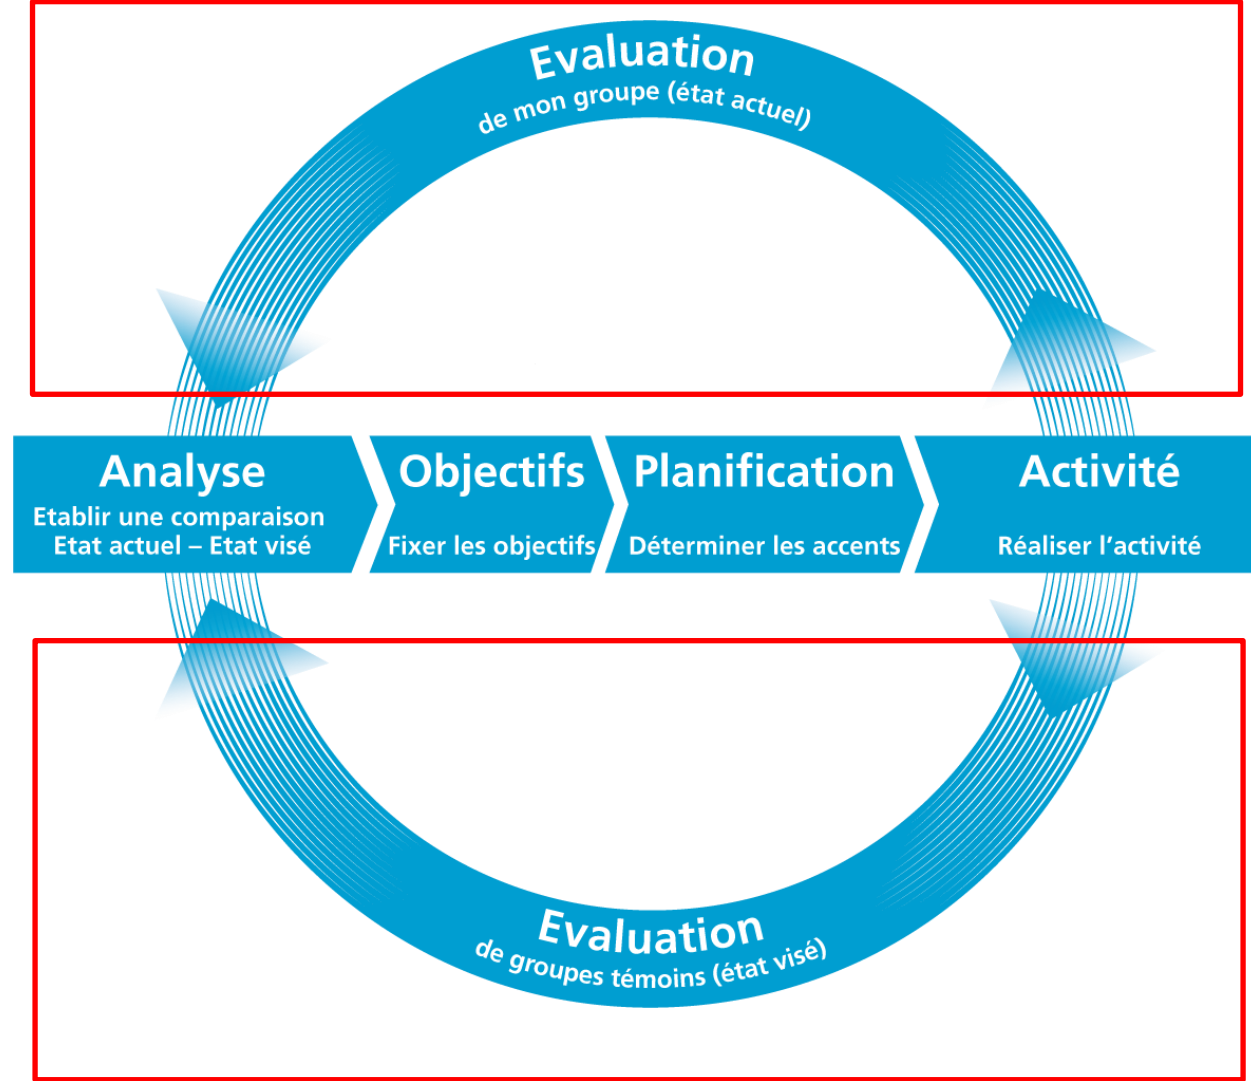 Evaluation
de mon groupe (état actuel)
Analyse
Etablir une comparaison
Etat actuel – Etat visé
Objectifs
Fixer les objectifs
Planification
Déterminer les accents
Activité
Réaliser l’activité
Evaluation
de groupes témoins (état visé)